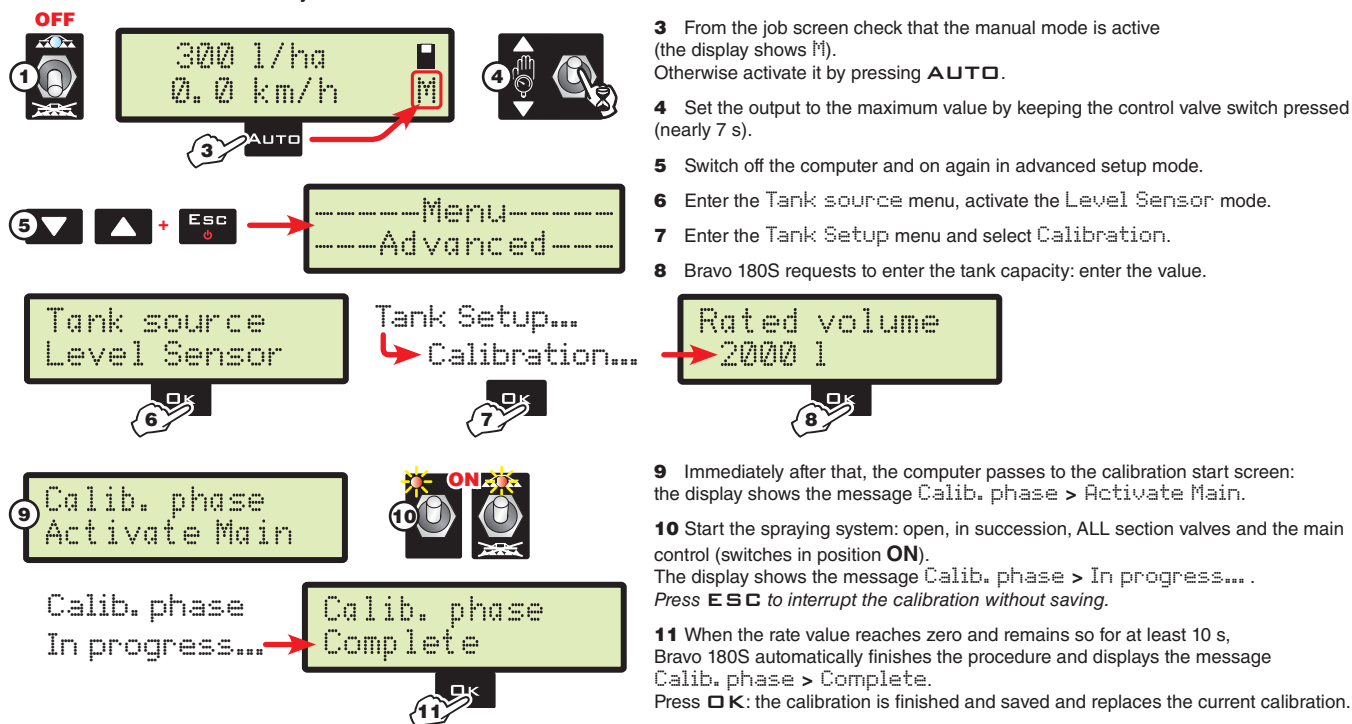 OFF
1
300 l/ha
0.0 km/h M
AUTO
3
4
3 From the job screen check that the manual mode is active
(the display shows M).
Otherwise activate it by pressing AUTO.
4 Set the output to the maximum value by keeping the control valve switch pressed
(nearly 7 s).
5 Switch off the computer and on again in advanced setup mode.
6 Enter the Tank source menu, activate the Level Sensor mode.
7 Enter the Tank Setup menu and select Calibration.
8 Bravo 180S requests to enter the tank capacity: enter the value.
5
+
Esc
------Menu------
---Advanced---
Tank source
Level Sensor
OK
6
Tank Setup...
Calibration...
OK
7
Rated volume
2000 l
OK
8
9
Calib. phase
Activate Main
ON
10
Calib. phase
In progress...
Calib. phase
Complete
OK
11
9 Immediately after that, the computer passes to the calibration start screen:
the display shows the message Calib. phase > Activate Main.
10 Start the spraying system: open, in succession, ALL section valves and the main
control (switches in position ON).
The display shows the message Calib. phase > In progress... .
Press ESC to interrupt the calibration without saving.
11 When the rate value reaches zero and remains so for at least 10 s,
Bravo 180S automatically finishes the procedure and displays the message
Calib. phase > Complete.
Press OK: the calibration is finished and saved and replaces the current calibration.